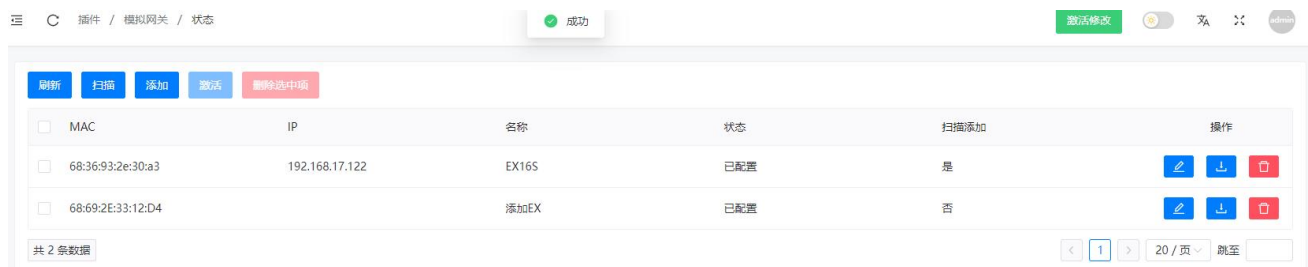 插件 / 模拟网关 / 状态
成功
激活修改
admin
刷新 扫描 添加 激活 删除选中项
MAC IP 名称 状态 扫描添加 操作
68:36:93:2e:30:a3 192.168.17.122 EX16S 已配置 是
68:69:2E:33:12:D4 添加EX 已配置 否
共 2 条数据 1 20 / 页 跳至